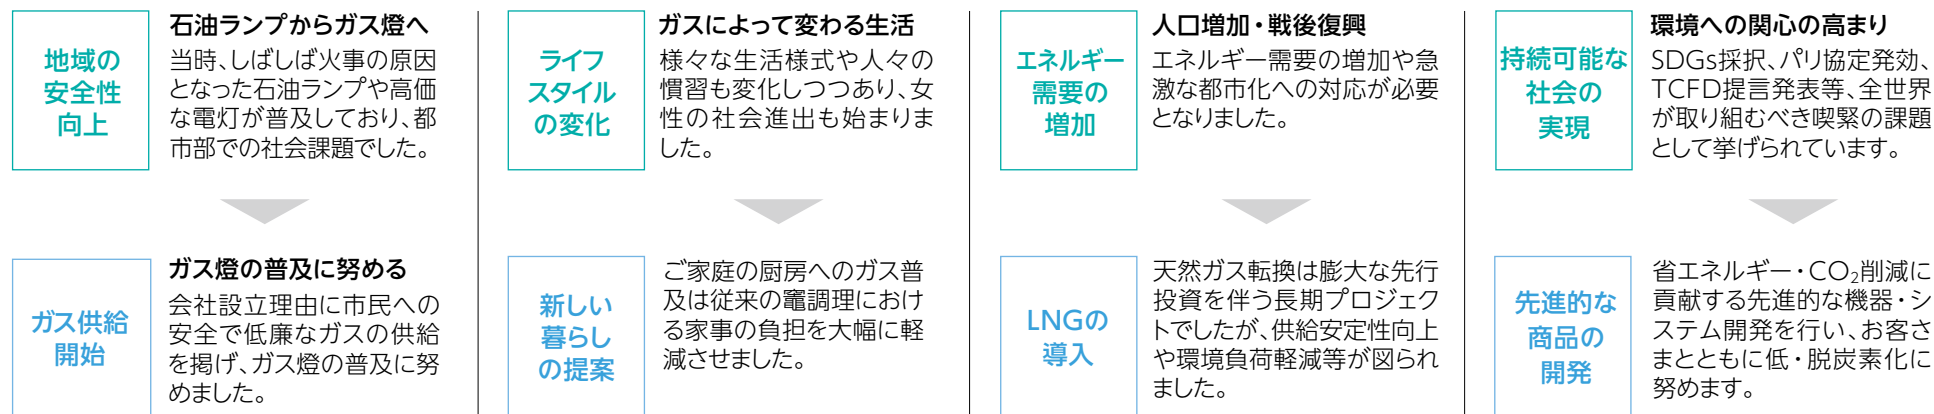 地域の
安全性
向上
石油ランプからガス燈へ
当時、しばしば火事の原因
となった石油ランプや高価
な電灯が普及しており、都
市部での社会課題でした。
ガス供給
開始
ガス燈の普及に努める
会社設立理由に市民への
安全で低廉なガスの供給
を掲げ、ガス燈の普及に努
めました。
ライフ
スタイル
の変化
ガスによって変わる生活
様々な生活様式や人々の
慣習も変化しつつあり、女
性の社会進出も始まりま
した。
新しい
暮らし
の提案
ご家庭の厨房へのガス普
及は従来の竈調理におけ
る家事の負担を大幅に軽
減させました。
エネルギー
需要の
増加
人口増加・戦後復興
エネルギー需要の増加や急
激な都市化への対応が必要
となりました。
LNGの
導入
天然ガス転換は膨大な先行
投資を伴う長期プロジェク
トでしたが、供給安定性向上
や環境負荷軽減等が図られ
ました。
持続可能な
社会の
実現
環境への関心の高まり
SDGs採択、パリ協定発効、
TCFD提言発表等、全世界
が取り組むべき喫緊の課題
として挙げられています。
先進的な
商品の
開発
省エネルギー・CO₂削減に
貢献する先進的な機器・シ
ステム開発を行い、お客さ
まとともに低・脱炭素化に
努めます。